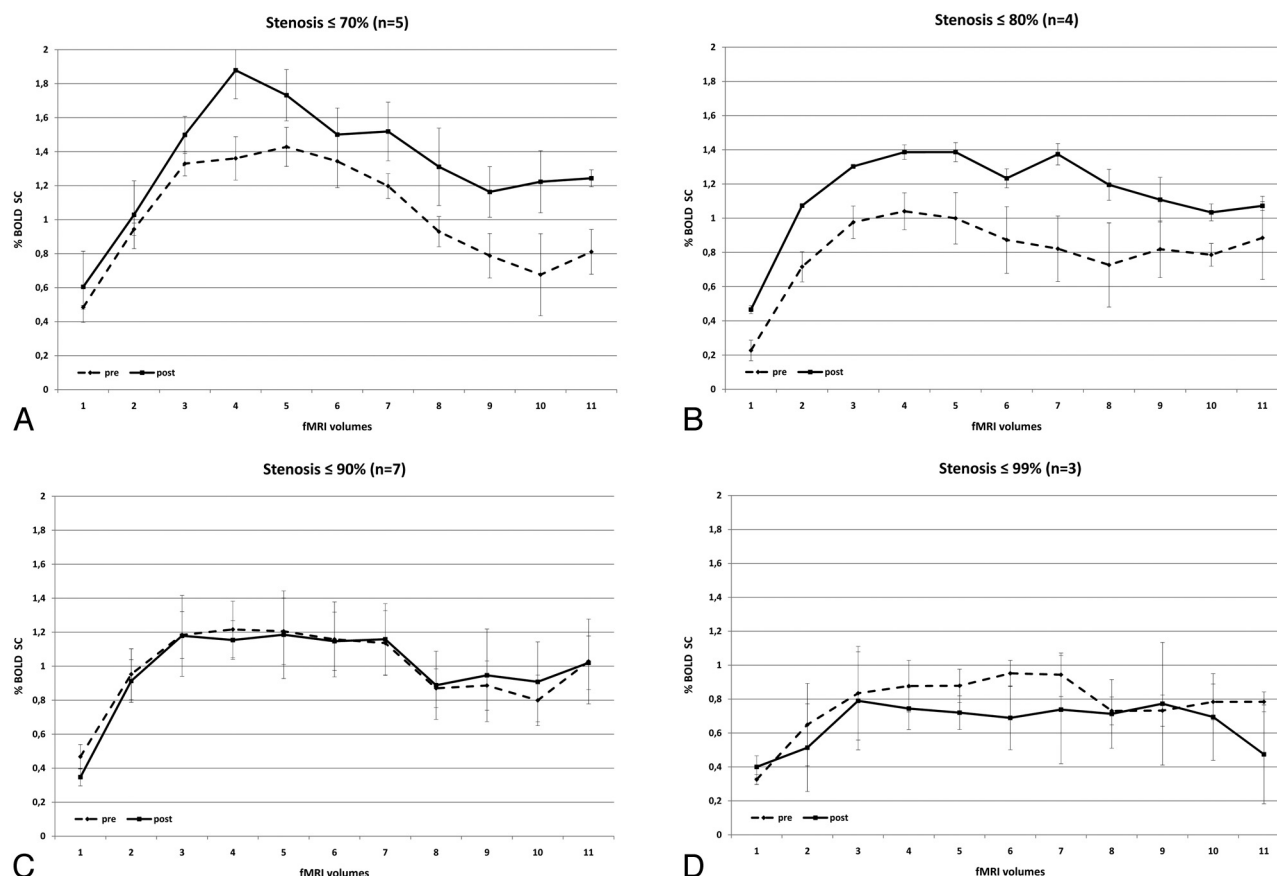 Stenosis ≤ 70% (n=5)
2
1,8
1,6
1,4
1,2
1
0,8
0,6
0,4
0,2
0
% BOLD SC
pre post
1 2 3 4 5 6 7 8 9 10 11
fMRI volumes
A
Stenosis ≤ 80% (n=4)
2
1,8
1,6
1,4
1,2
1
0,8
0,6
0,4
0,2
0
% BOLD SC
pre post
1 2 3 4 5 6 7 8 9 10 11
fMRI volumes
B
Stenosis ≤ 90% (n=7)
2
1,8
1,6
1,4
1,2
1
0,8
0,6
0,4
0,2
0
% BOLD SC
pre post
1 2 3 4 5 6 7 8 9 10 11
fMRI volumes
C
Stenosis ≤ 99% (n=3)
2
1,8
1,6
1,4
1,2
1
0,8
0,6
0,4
0,2
0
% BOLD SC
pre post
1 2 3 4 5 6 7 8 9 10 11
fMRI volumes
D